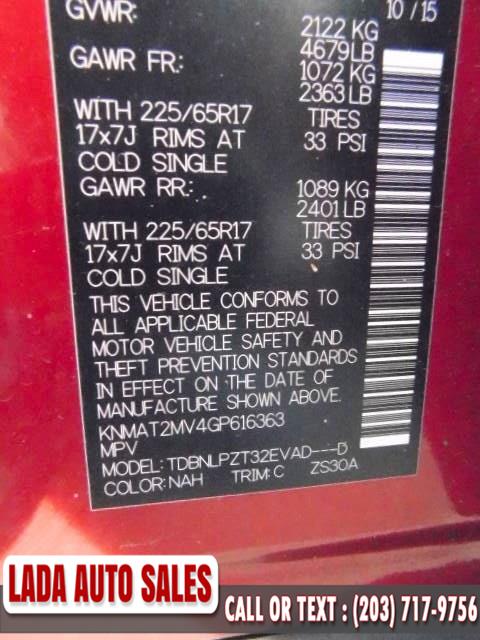 10 / 15
GVWR: 2122 KG
4679 LB
GAWR FR: 1072 KG
2363 LB
WITH 225/65R17 TIRES
17x7J RIMS AT 33 PSI
COLD SINGLE
GAWR RR: 1089 KG
2401 LB
WITH 225/65R17 TIRES
17x7J RIMS AT 33 PSI
COLD SINGLE
THIS VEHICLE CONFORMS TO
ALL APPLICABLE FEDERAL
MOTOR VEHICLE SAFETY AND
THEFT PREVENTION STANDARDS
IN EFFECT ON THE DATE OF
MANUFACTURE SHOWN ABOVE.
KNMAT2MV4GP616363
MPV
MODEL: TDBNLPZT32EVAD---D
COLOR: NAH TRIM: C ZS30A
LADA AUTO SALES
CALL OR TEXT : (203) 717-9756